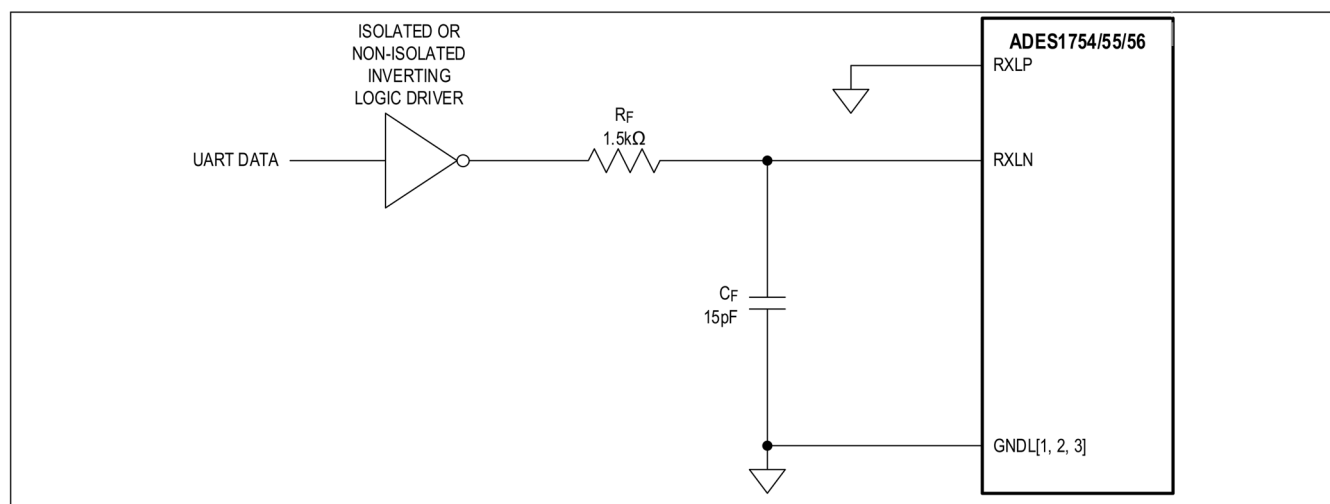 ISOLATED OR
NON-ISOLATED
INVERTING
LOGIC DRIVER
ADES1754/55/56
RXLP
RF
1.5kΩ
UART DATA
RXLN
CF
15pF
GNDL[1, 2, 3]